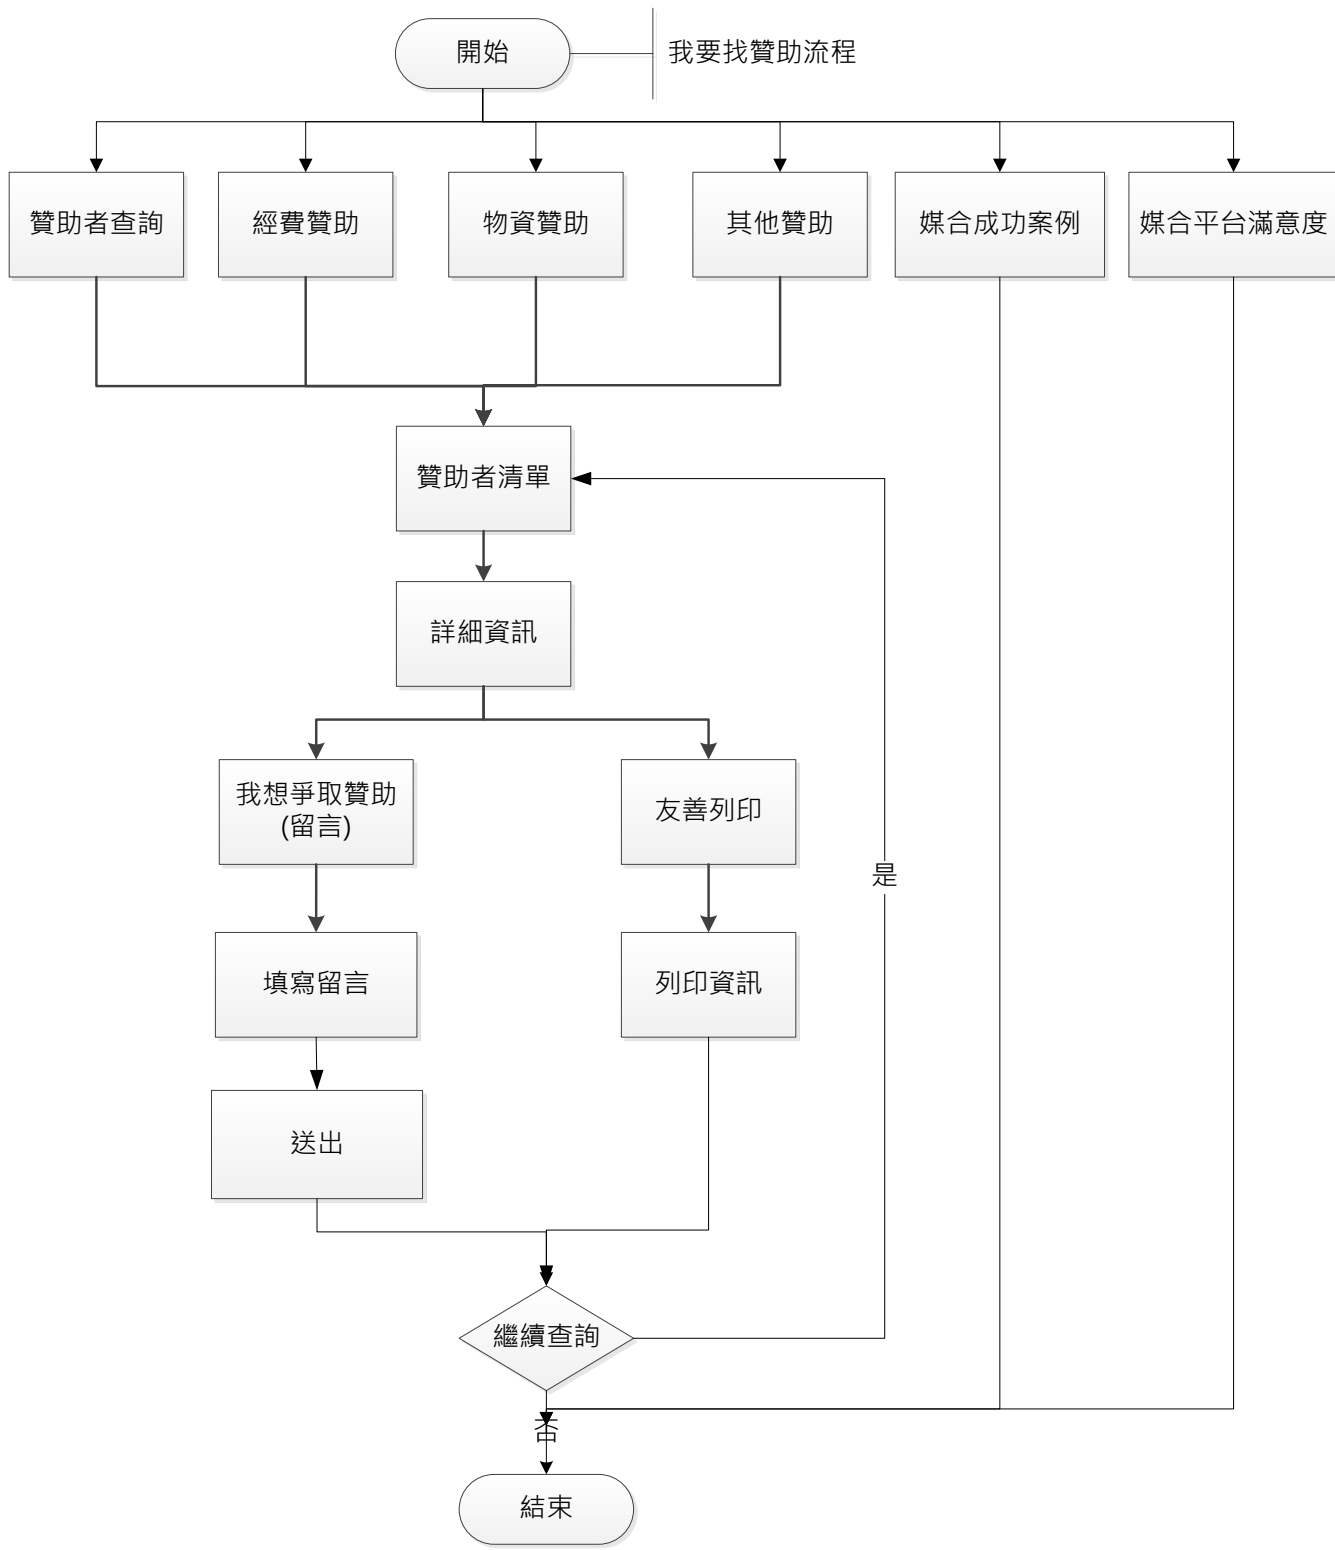 開始
我要找贊助流程
贊助者查詢
經費贊助
物資贊助
其他贊助
媒合成功案例
媒合平台滿意度
贊助者清單
詳細資訊
我想爭取贊助
(留言)
友善列印
是
填寫留言
列印資訊
送出
繼續查詢
否
結束